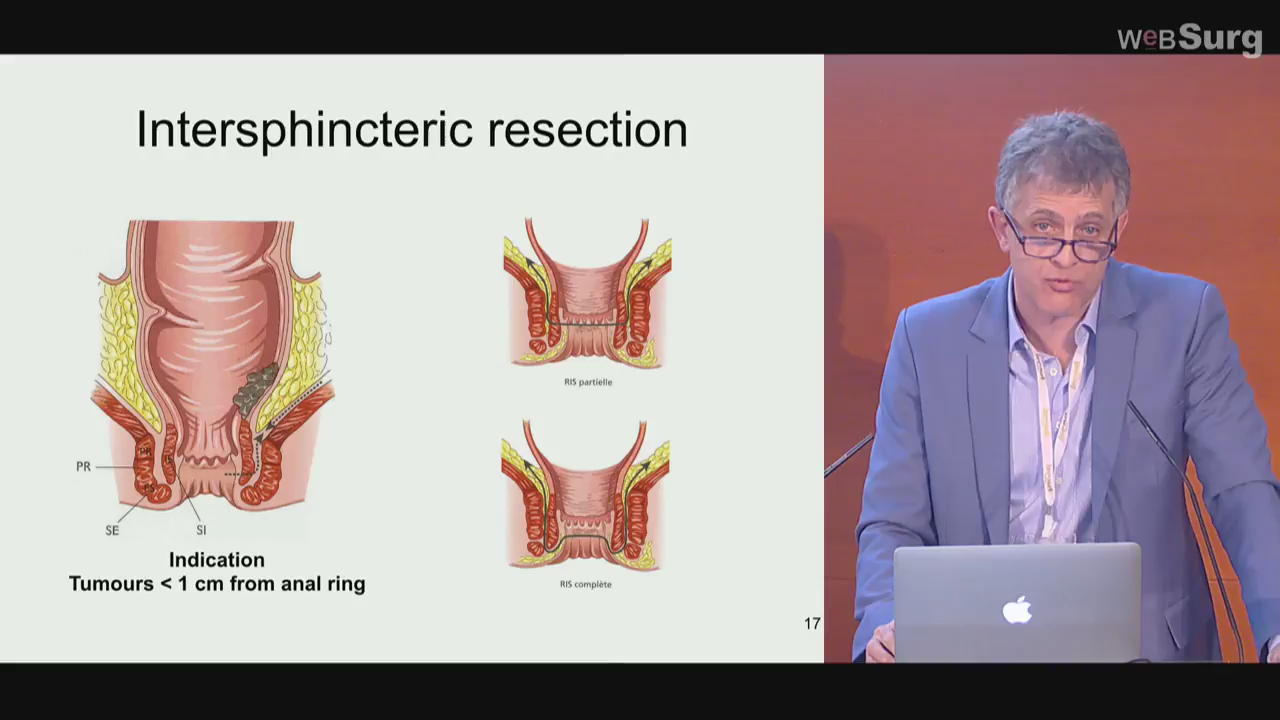 WeBSurg
Intersphincteric resection
PR
SE
SI
RIS partielle
RIS complète
Indication
Tumours < 1 cm from anal ring
17